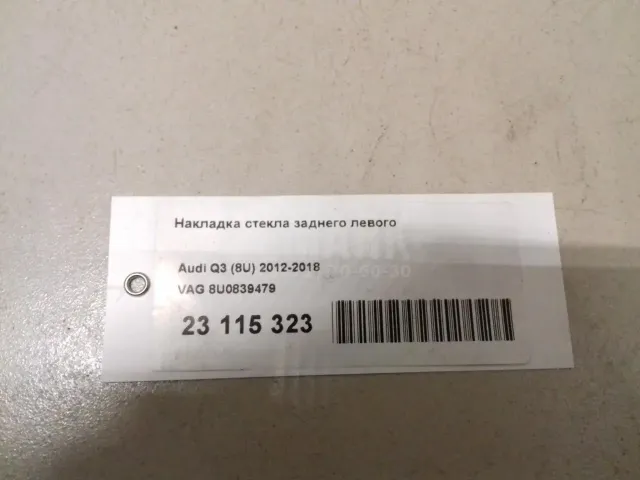 Накладка стекла заднего левого
Audi Q3 (8U) 2012-2018
VAG 8U0839479
23 115 323